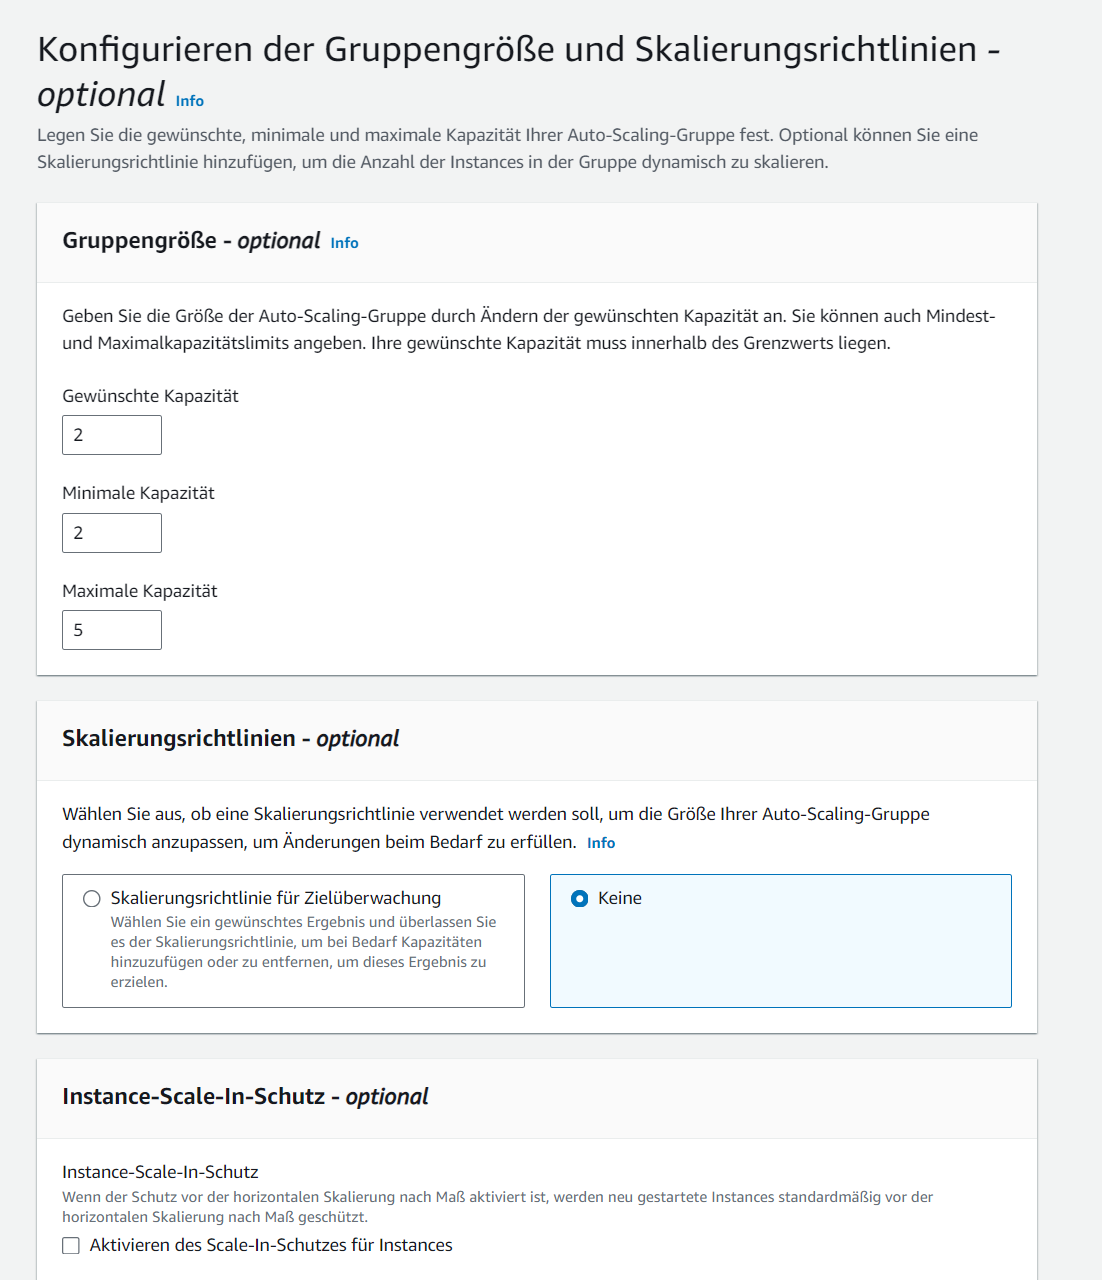 Konfigurieren der Gruppengröße und Skalierungsrichtlinien -
optional Info
Legen Sie die gewünschte, minimale und maximale Kapazität Ihrer Auto-Scaling-Gruppe fest. Optional können Sie eine
Skalierungsrichtlinie hinzufügen, um die Anzahl der Instances in der Gruppe dynamisch zu skalieren.
Gruppengröße - optional Info
Geben Sie die Größe der Auto-Scaling-Gruppe durch Ändern der gewünschten Kapazität an. Sie können auch Mindest-
und Maximalkapazitätslimits angeben. Ihre gewünschte Kapazität muss innerhalb des Grenzwerts liegen.
Gewünschte Kapazität
2
Minimale Kapazität
2
Maximale Kapazität
5
Skalierungsrichtlinien - optional
Wählen Sie aus, ob eine Skalierungsrichtlinie verwendet werden soll, um die Größe Ihrer Auto-Scaling-Gruppe
dynamisch anzupassen, um Änderungen beim Bedarf zu erfüllen. Info
Skalierungsrichtlinie für Zielüberwachung
Wählen Sie ein gewünschtes Ergebnis und überlassen Sie
es der Skalierungsrichtlinie, um bei Bedarf Kapazitäten
hinzuzufügen oder zu entfernen, um dieses Ergebnis zu
erzielen.
Keine
Instance-Scale-In-Schutz - optional
Instance-Scale-In-Schutz
Wenn der Schutz vor der horizontalen Skalierung nach Maß aktiviert ist, werden neu gestartete Instances standardmäßig vor der
horizontalen Skalierung nach Maß geschützt.
Aktivieren des Scale-In-Schutzes für Instances